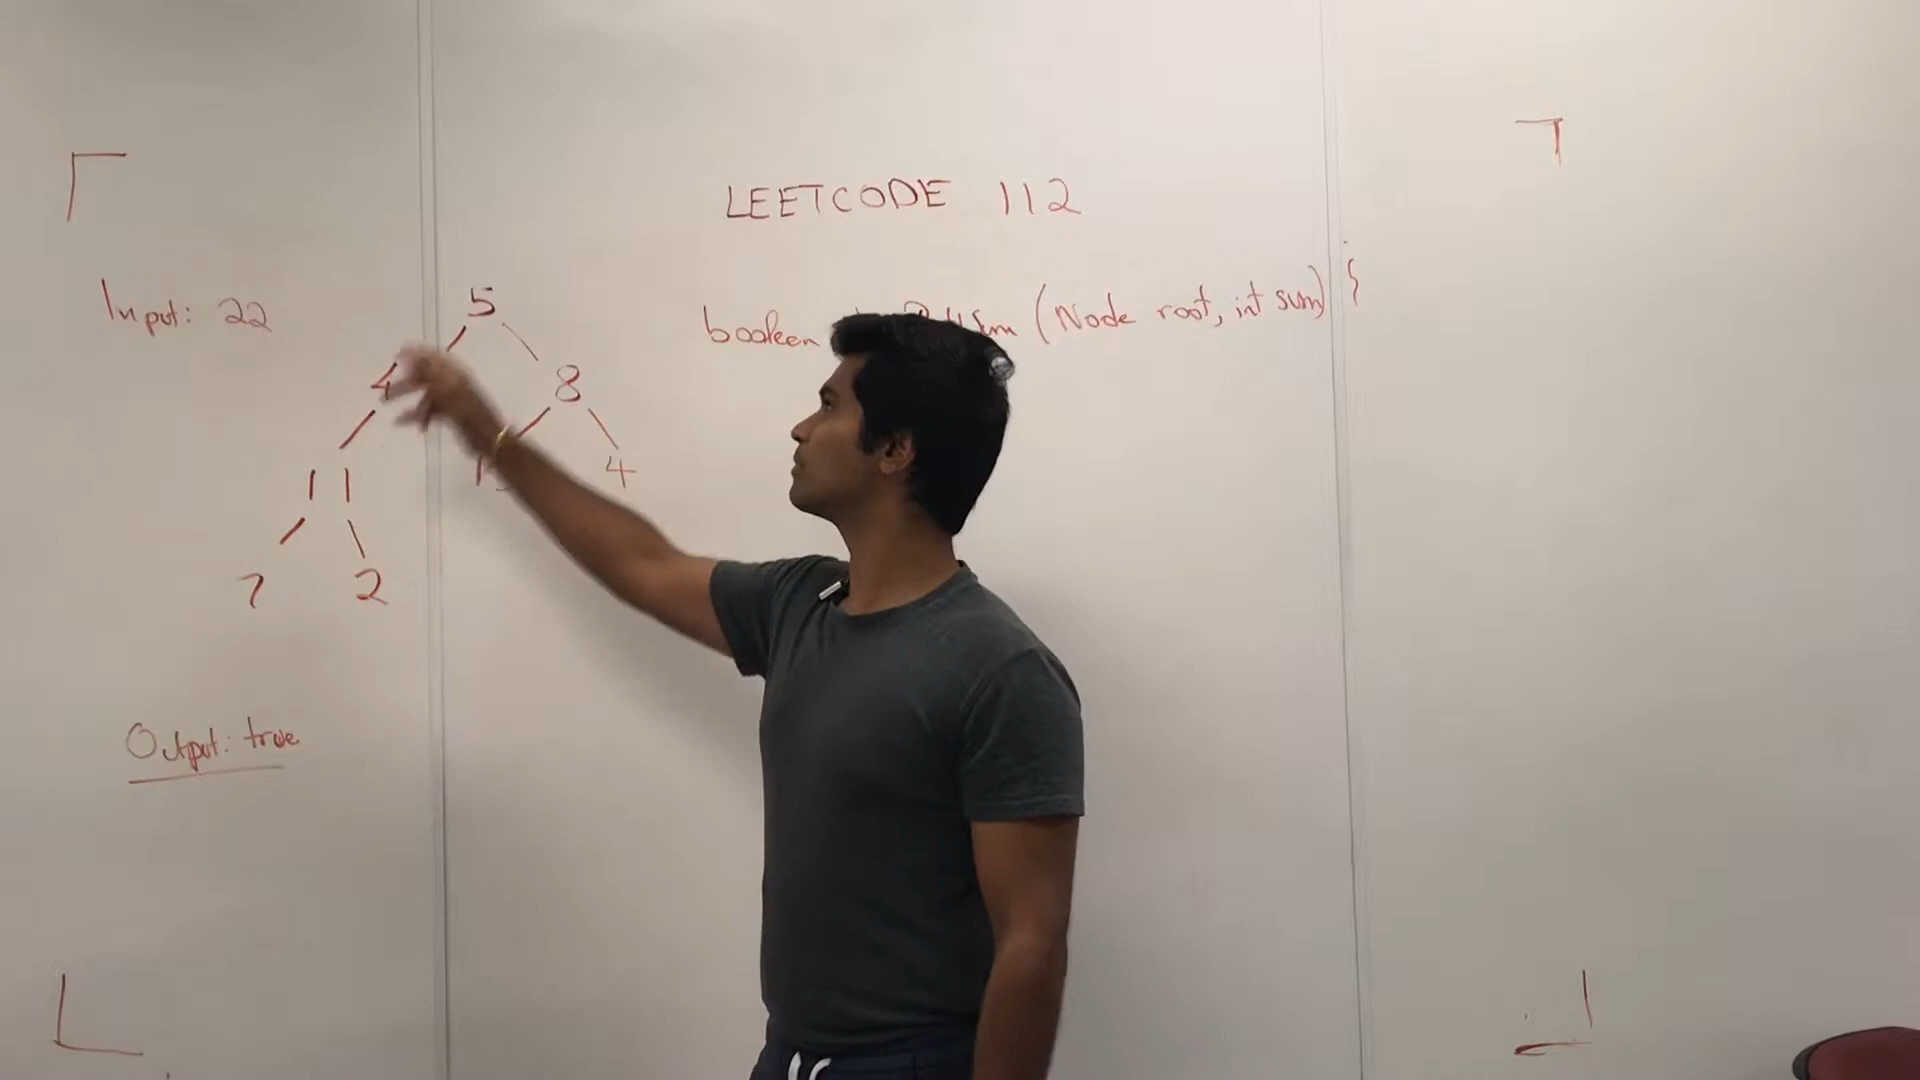 LEETCODE 112
Input: 22
boolean (Node root, int sum) {
5
4 8
11 4
7 2
Output: true